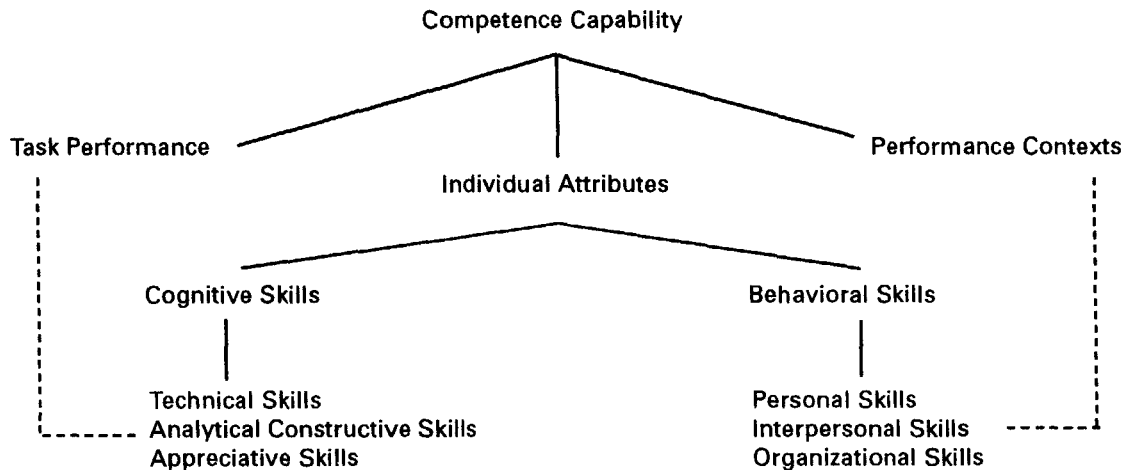 Competence Capability
Task Performance
Performance Contexts
Individual Attributes
Cognitive Skills
Behavioral Skills
Technical Skills
Analytical Constructive Skills
Appreciative Skills
Personal Skills
Interpersonal Skills
Organizational Skills